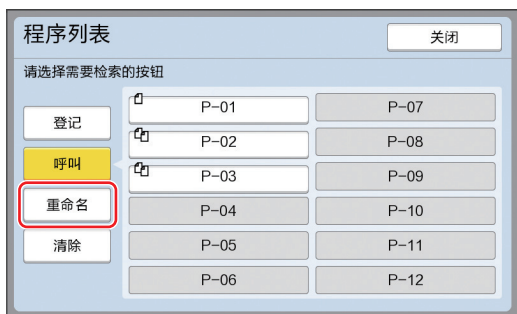 程序列表
关闭
请选择需要检索的按钮
登记
呼叫
重命名
清除
P-01
P-02
P-03
P-04
P-05
P-06
P-07
P-08
P-09
P-10
P-11
P-12